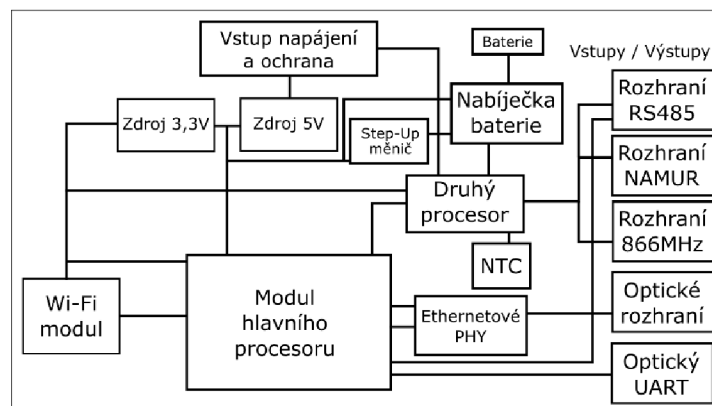 Vstup napájení
a ochrana
Baterie
Vstupy / Výstupy
Zdroj 3,3V
Zdroj 5V
Step-Up
měnič
Nabíječka
baterie
Rozhraní
RS485
Rozhraní
NAMUR
Druhý
procesor
Rozhraní
866MHz
NTC
Wi-Fi
modul
Modul
hlavního
procesoru
Ethernetové
PHY
Optické
rozhraní
Optický
UART